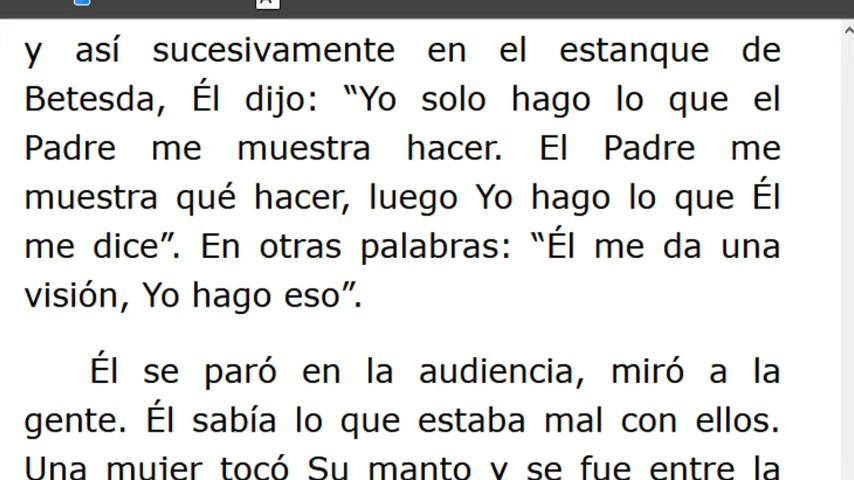 y así sucesivamente en el estanque de
Betesda, Él dijo: “Yo solo hago lo que el
Padre me muestra hacer. El Padre me
muestra qué hacer, luego Yo hago lo que Él
me dice”. En otras palabras: “Él me da una
visión, Yo hago eso”.
Él se paró en la audiencia, miró a la
gente. Él sabía lo que estaba mal con ellos.
Una mujer tocó Su manto y se fue entre la